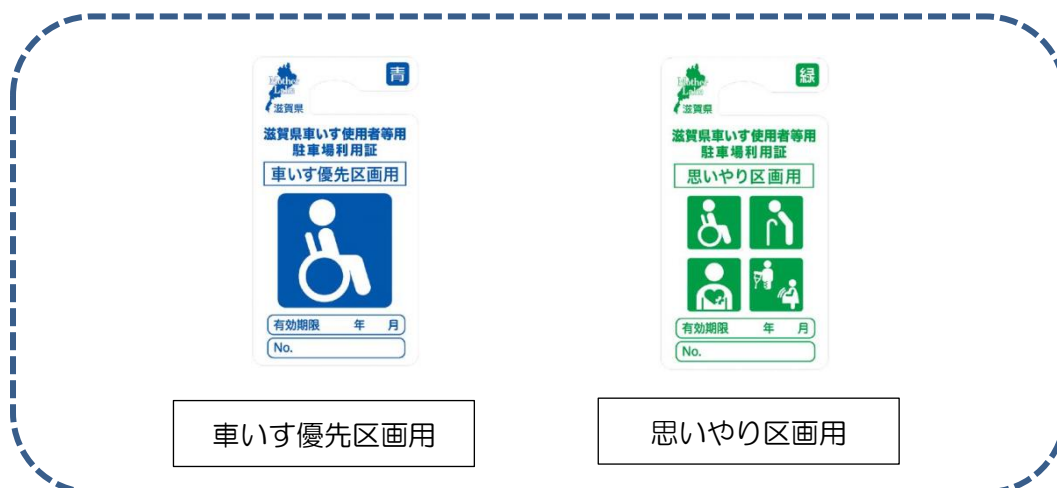 青
Mother
Lake
滋賀県
滋賀県車いす使用者等用
駐車場利用証
車いす優先区画用
有効期限 年 月
No.
車いす優先区画用
緑
Mother
Lake
滋賀県
滋賀県車いす使用者等用
駐車場利用証
思いやり区画用
有効期限 年 月
No.
思いやり区画用